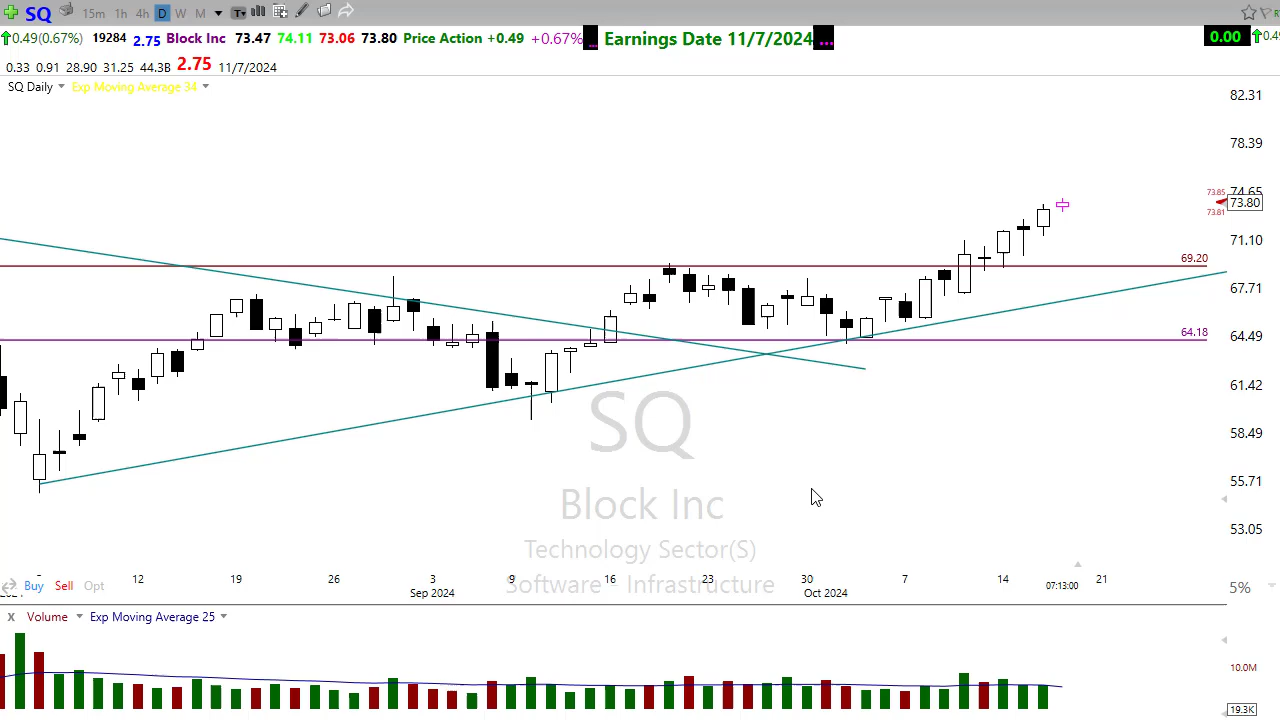 SQ 15m 1h 4h D W M T
0.49(0.67%) 19284 2.75 Block Inc 73.47 74.11 73.06 73.80 Price Action +0.49 +0.67% ... Earnings Date 11/7/2024 ... 0.00
0.33 0.91 28.90 31.25 44.3B 2.75 11/7/2024
SQ Daily Exp Moving Average 34
82.31
78.39
74.65
73.85
73.80
73.81
71.10
69.20
67.71
64.18
64.49
61.42
58.49
55.71
53.05
SQ
Block Inc
Technology Sector(S)
Software - Infrastructure
12 19 26 3 9 16 23 30 7 14 21
Buy Sell Opt 07:13:00 5%
Sep 2024 Oct 2024
x Volume Exp Moving Average 25
10.0M
19.3K